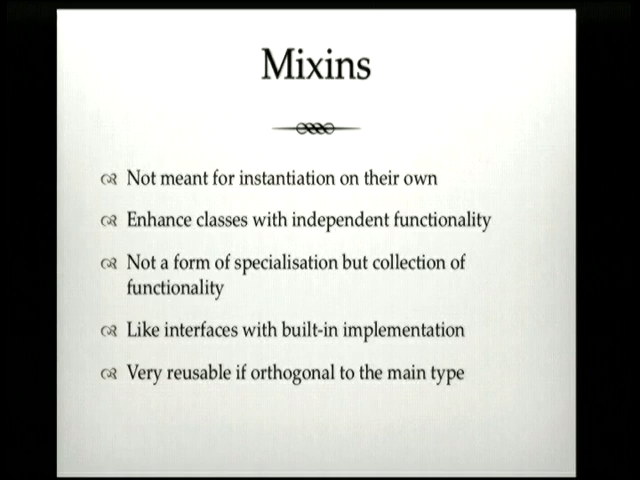 Mixins
Not meant for instantiation on their own
Enhance classes with independent functionality
Not a form of specialisation but collection of
functionality
Like interfaces with built-in implementation
Very reusable if orthogonal to the main type